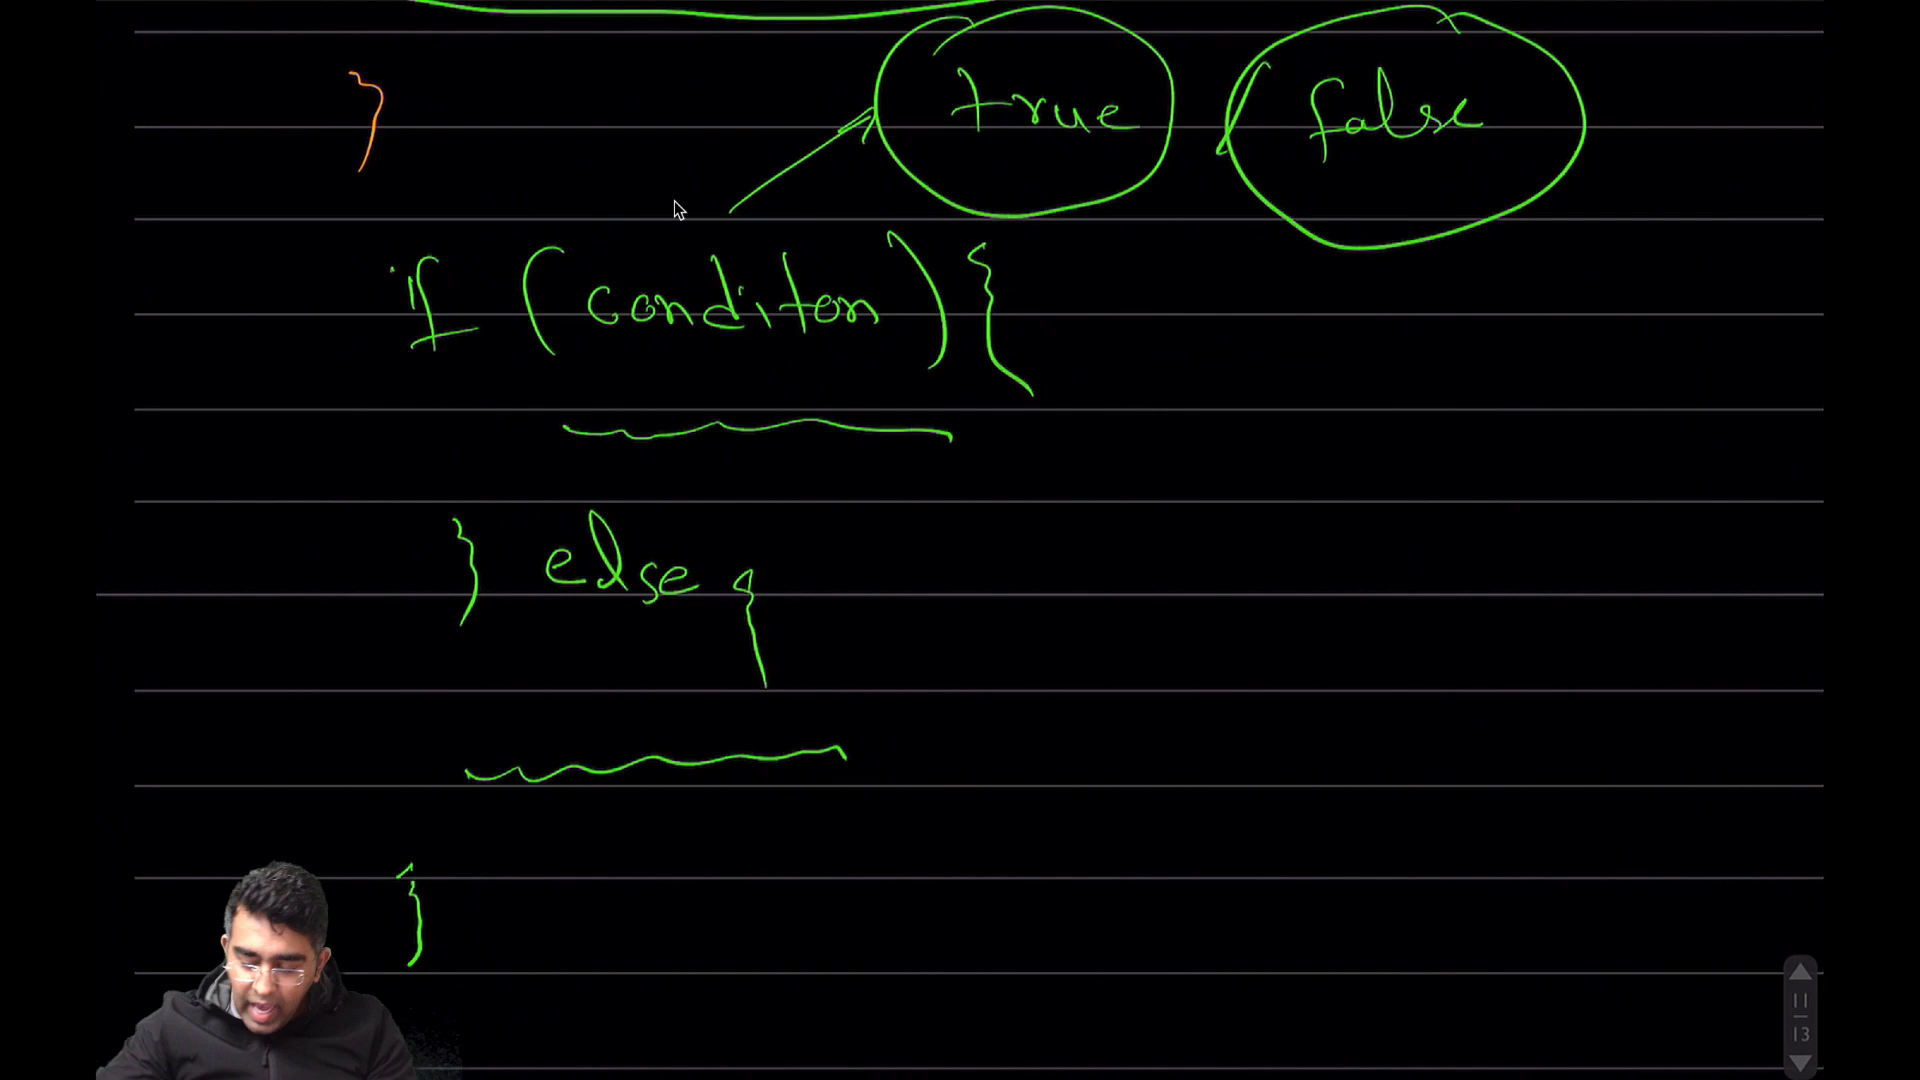 } true false
if (conditon) {
} else {
}
11
13